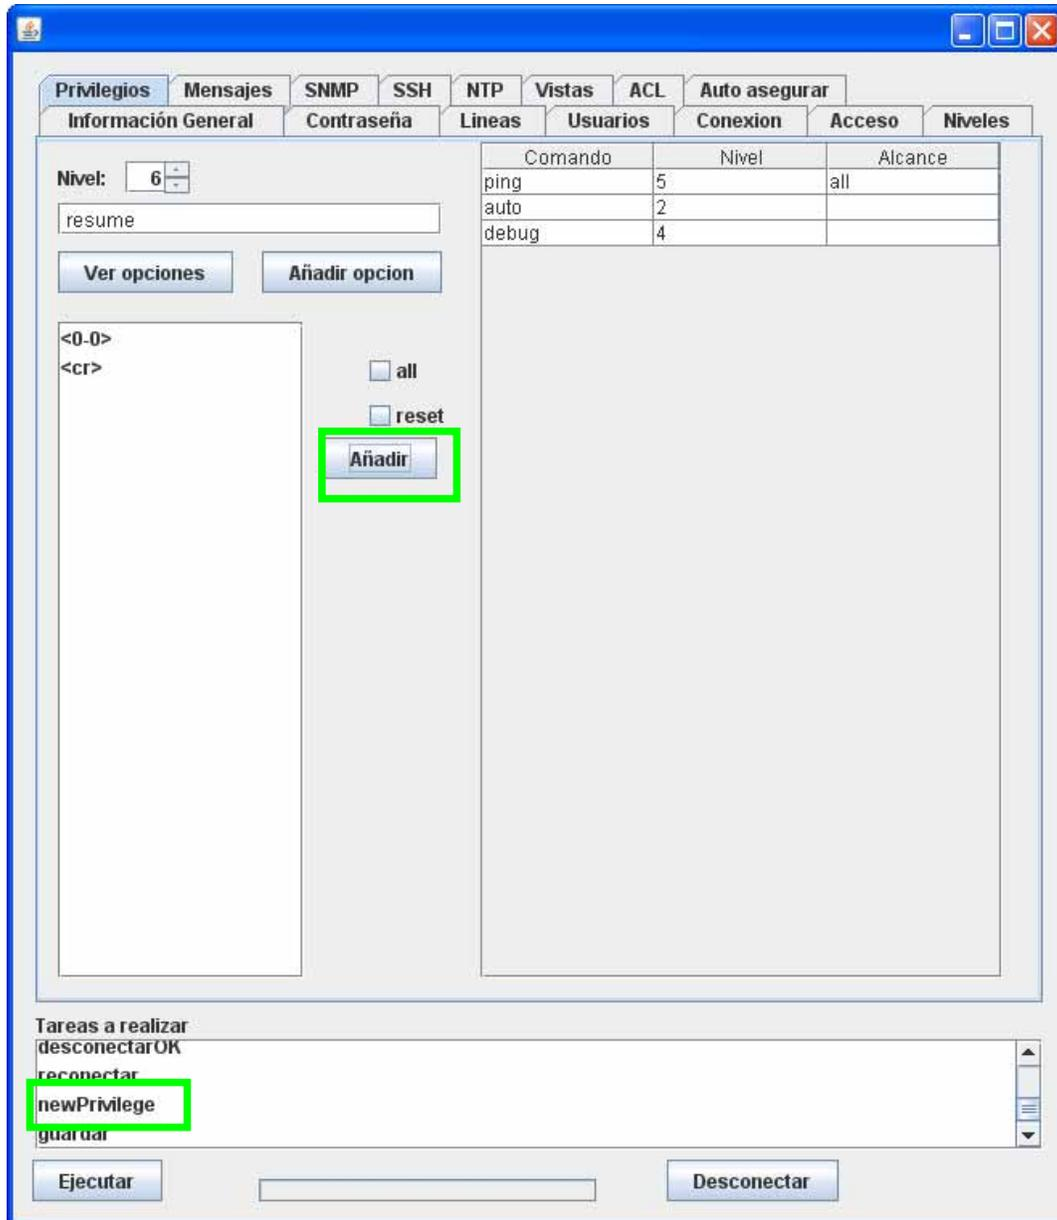 Privilegios Mensajes SNMP SSH NTP Vistas ACL Auto asegurar
Información General Contraseña Lineas Usuarios Conexion Acceso Niveles
Nivel: 6
resume
Ver opciones Añadir opcion
<0-0>
<cr>
all
reset
Añadir
Comando Nivel Alcance
ping 5 all
auto 2
debug 4
Tareas a realizar
desconectarOK
reconectar
newPrivilege
guardar
Ejecutar Desconectar